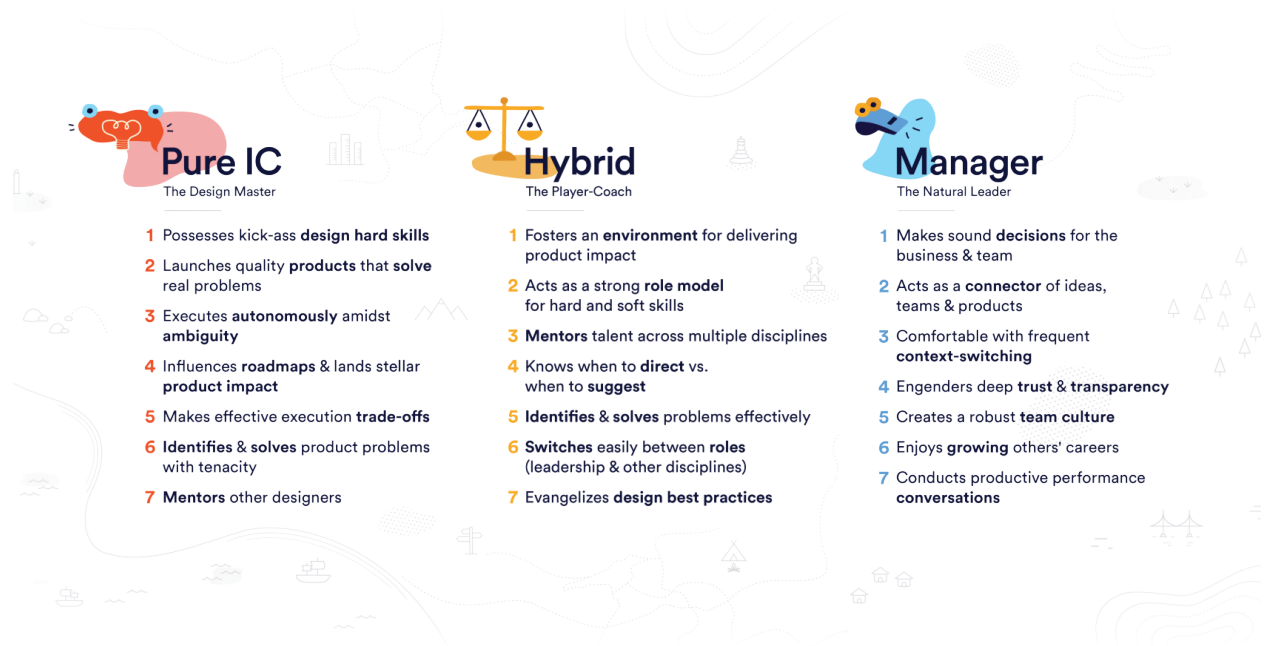 Pure IC
The Design Master
1 Possesses kick-ass design hard skills
2 Launches quality products that solve
real problems
3 Executes autonomously amidst
ambiguity
4 Influences roadmaps & lands stellar
product impact
5 Makes effective execution trade-offs
6 Identifies & solves product problems
with tenacity
7 Mentors other designers
Hybrid
The Player-Coach
1 Fosters an environment for delivering
product impact
2 Acts as a strong role model
for hard and soft skills
3 Mentors talent across multiple disciplines
4 Knows when to direct vs.
when to suggest
5 Identifies & solves problems effectively
6 Switches easily between roles
(leadership & other disciplines)
7 Evangelizes design best practices
Manager
The Natural Leader
1 Makes sound decisions for the
business & team
2 Acts as a connector of ideas,
teams & products
3 Comfortable with frequent
context-switching
4 Engenders deep trust & transparency
5 Creates a robust team culture
6 Enjoys growing others' careers
7 Conducts productive performance
conversations